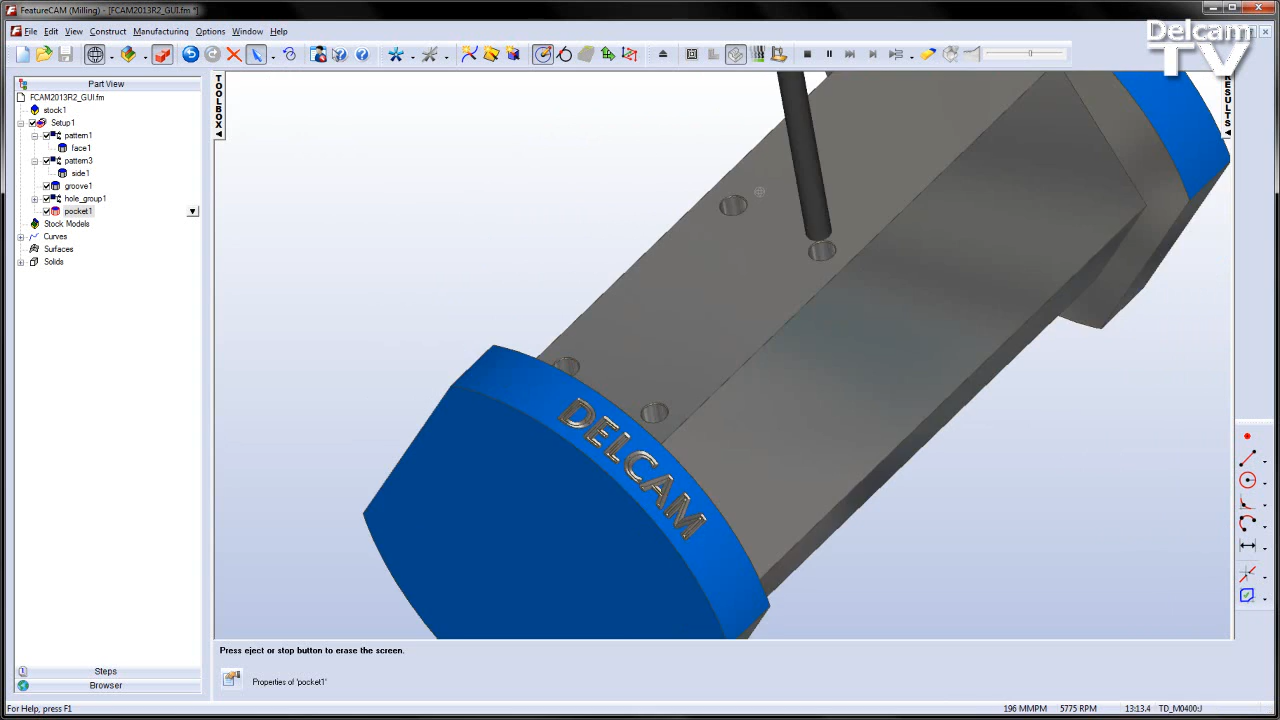 FeatureCAM (Milling) - [FCAM2013R2_GUI.fm *]
File Edit View Construct Manufacturing Options Window Help
Delcam
TV
Part View
TOOLBOX
RESULTS
FCAM2013R2_GUI.fm
stock1
Setup1
pattern1
face1
pattern3
side1
groove1
hole_group1
pocket1
Stock Models
Curves
Surfaces
Solids
DELCAM
Press eject or stop button to erase the screen.
Properties of 'pocket1'
Steps
Browser
For Help, press F1
196 MMPM 5775 RPM 13:13.4 TD_M0400:J